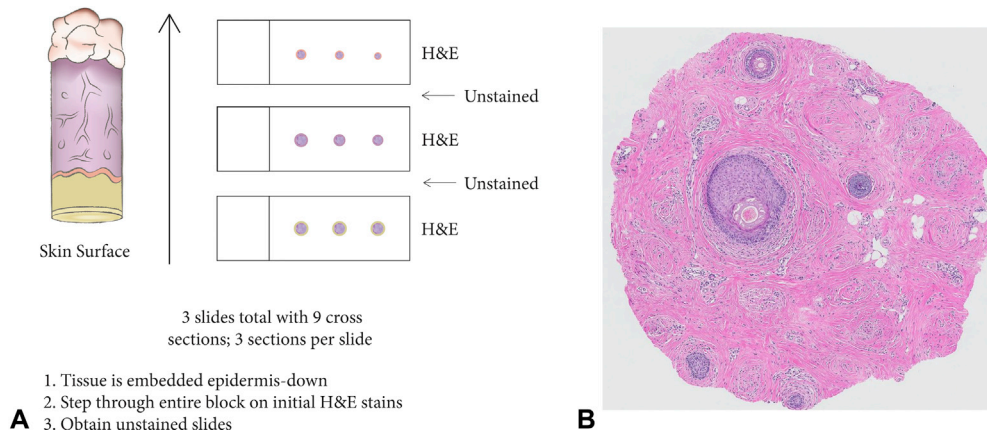 H&E
Unstained
H&E
Unstained
H&E
Skin Surface
3 slides total with 9 cross
sections; 3 sections per slide
1. Tissue is embedded epidermis-down
2. Step through entire block on initial H&E stains
3. Obtain unstained slides
A
B